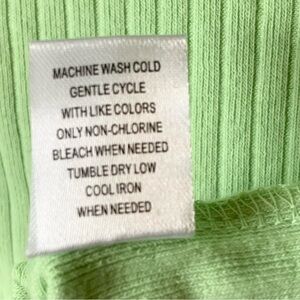 MACHINE WASH COLD
GENTLE CYCLE
WITH LIKE COLORS
ONLY NON-CHLORINE
BLEACH WHEN NEEDED
TUMBLE DRY LOW
COOL IRON
WHEN NEEDED